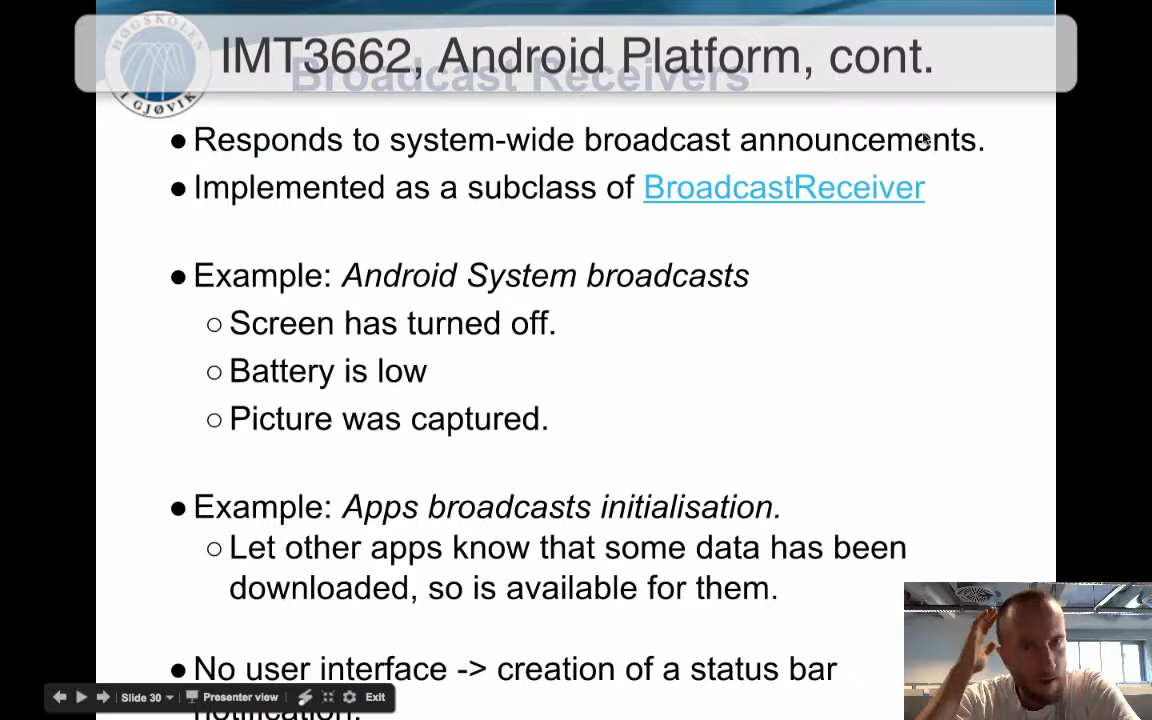 IMT3662, Android Platform, cont.
Broadcast Receivers
HØGSKOLEN
I GJØVIK
● Responds to system-wide broadcast announcements.
● Implemented as a subclass of BroadcastReceiver
● Example: Android System broadcasts
○ Screen has turned off.
○ Battery is low
○ Picture was captured.
● Example: Apps broadcasts initialisation.
○ Let other apps know that some data has been
downloaded, so is available for them.
● No user interface -> creation of a status bar
notification.
Slide 30 Presenter view Exit